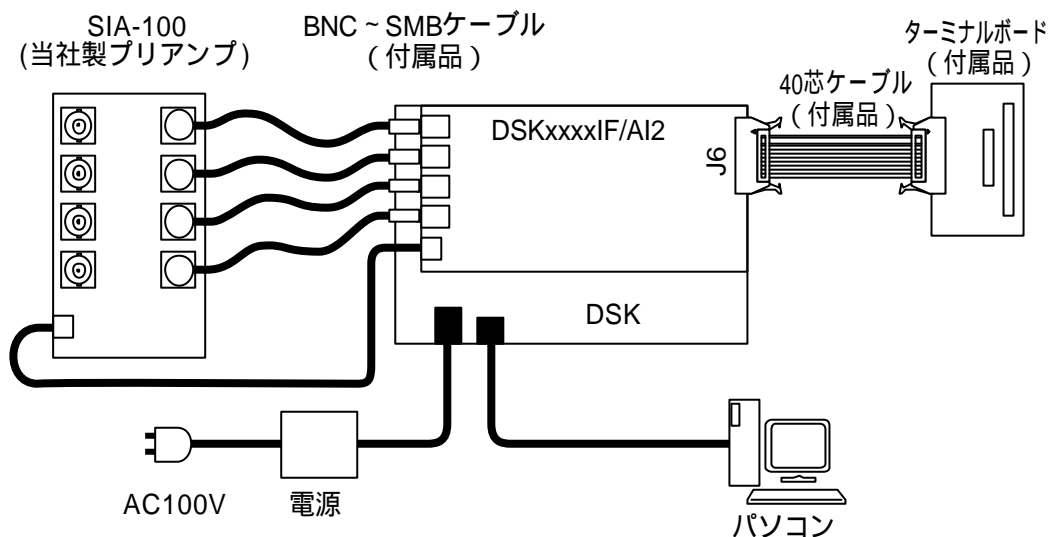 SIA-100
(当社製プリアンプ)
BNC～SMBケーブル
（付属品）
ターミナルボード
（付属品）
40芯ケーブル
（付属品）
DSKxxxxIF/AI2
J6
DSK
AC100V
電源
パソコン